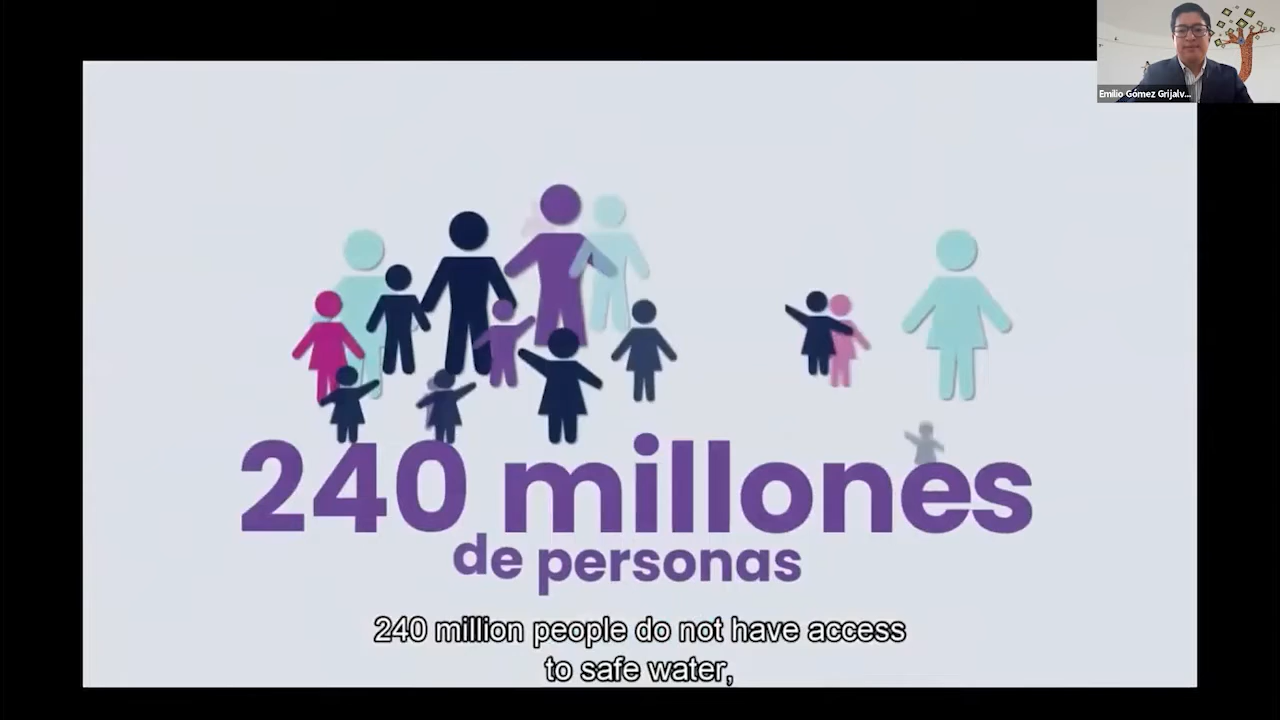 Emilio Gómez Grijalv...
240 millones
de personas
240 million people do not have access
to safe water,